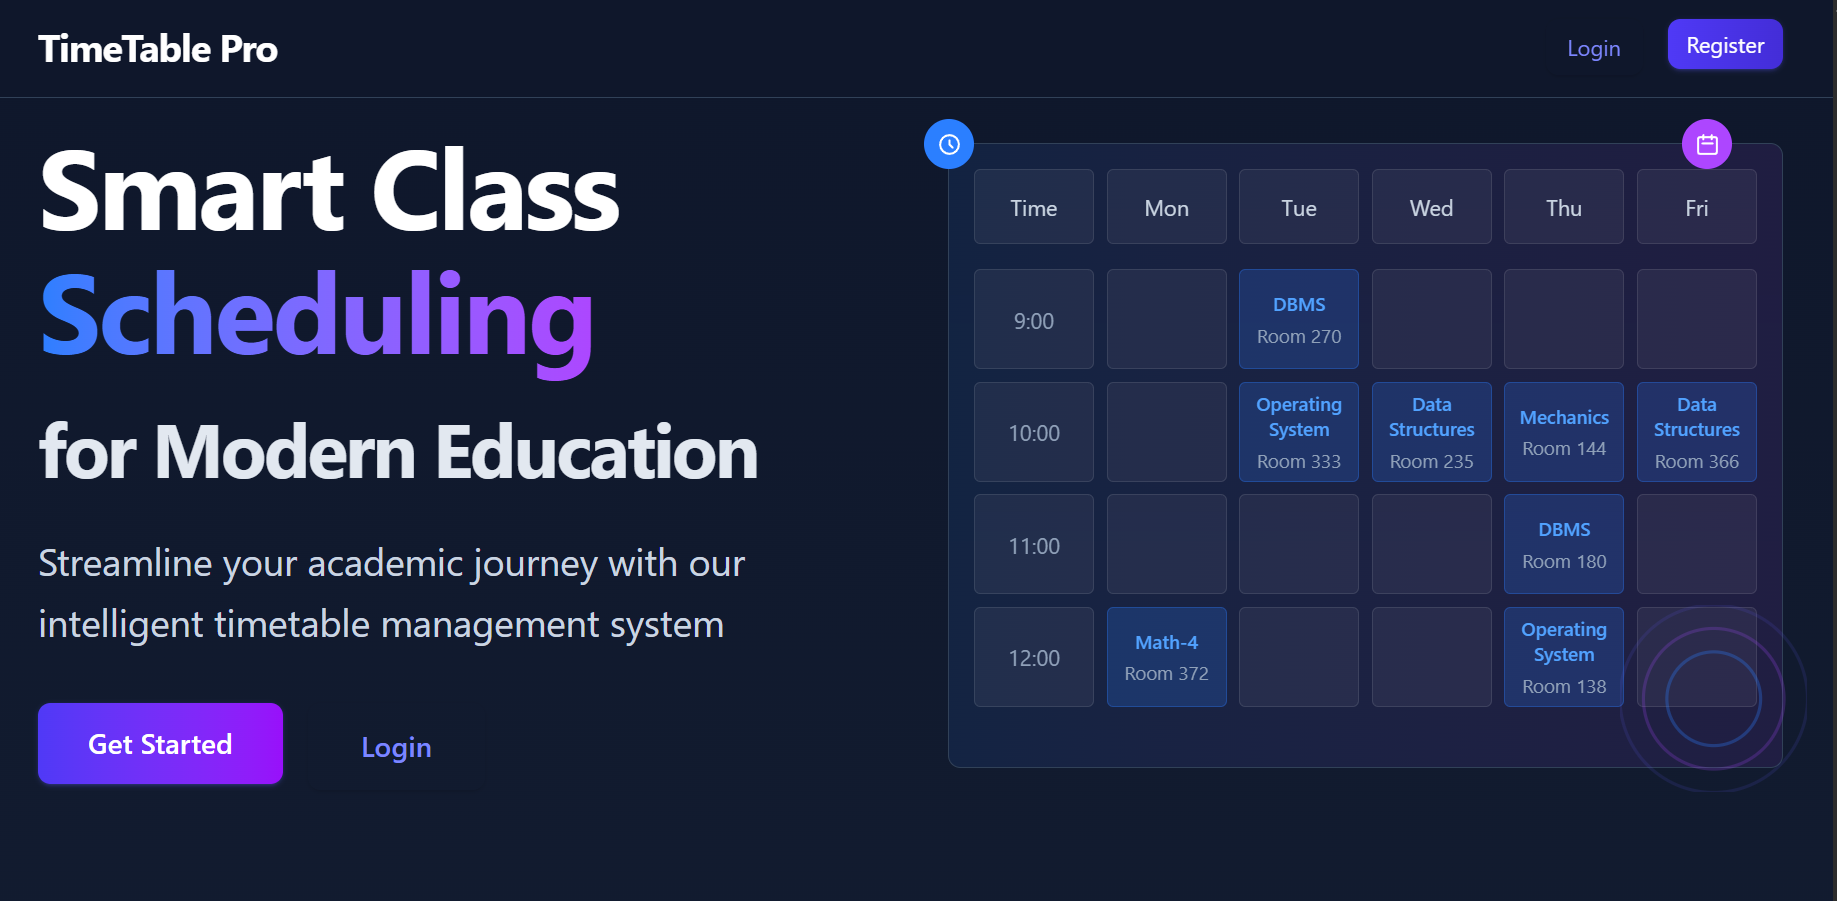 TimeTable Pro
Login
Register
Smart Class
Scheduling
for Modern Education
Streamline your academic journey with our
intelligent timetable management system
Get Started
Login
Time Mon Tue Wed Thu Fri
9:00
DBMS
Room 270
10:00
Operating
System
Room 333
Data
Structures
Room 235
Mechanics
Room 144
Data
Structures
Room 366
11:00
DBMS
Room 180
12:00
Math-4
Room 372
Operating
System
Room 138